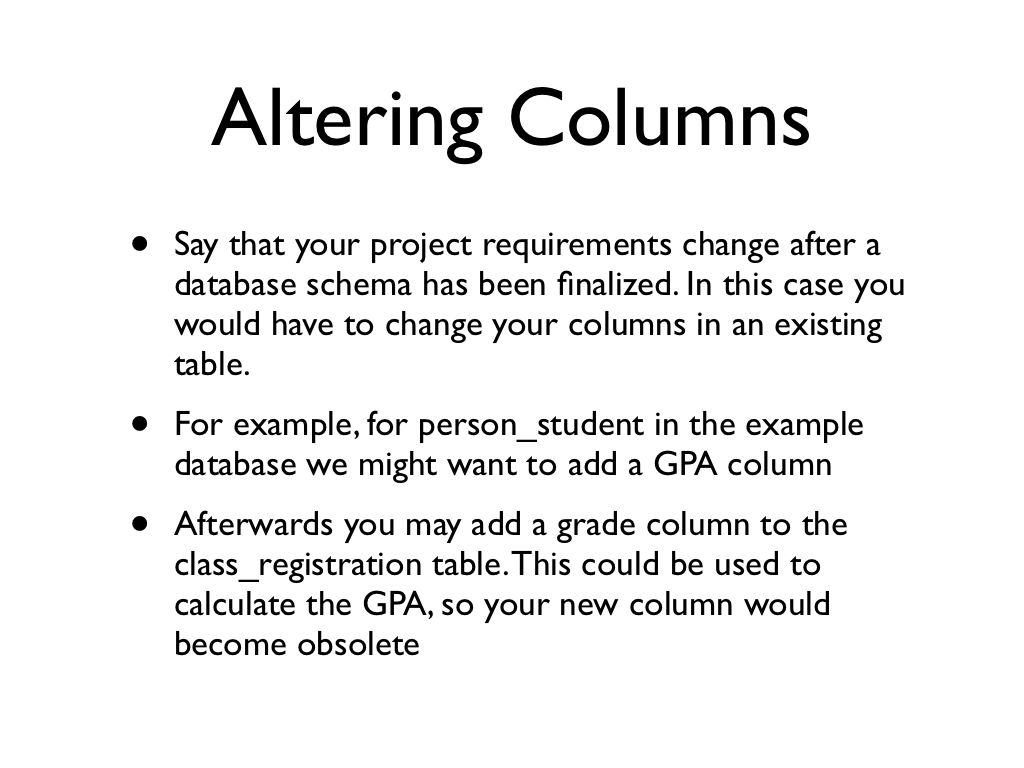 Altering Columns
• Say that your project requirements change after a
database schema has been finalized. In this case you
would have to change your columns in an existing
table.
• For example, for person_student in the example
database we might want to add a GPA column
• Afterwards you may add a grade column to the
class_registration table. This could be used to
calculate the GPA, so your new column would
become obsolete